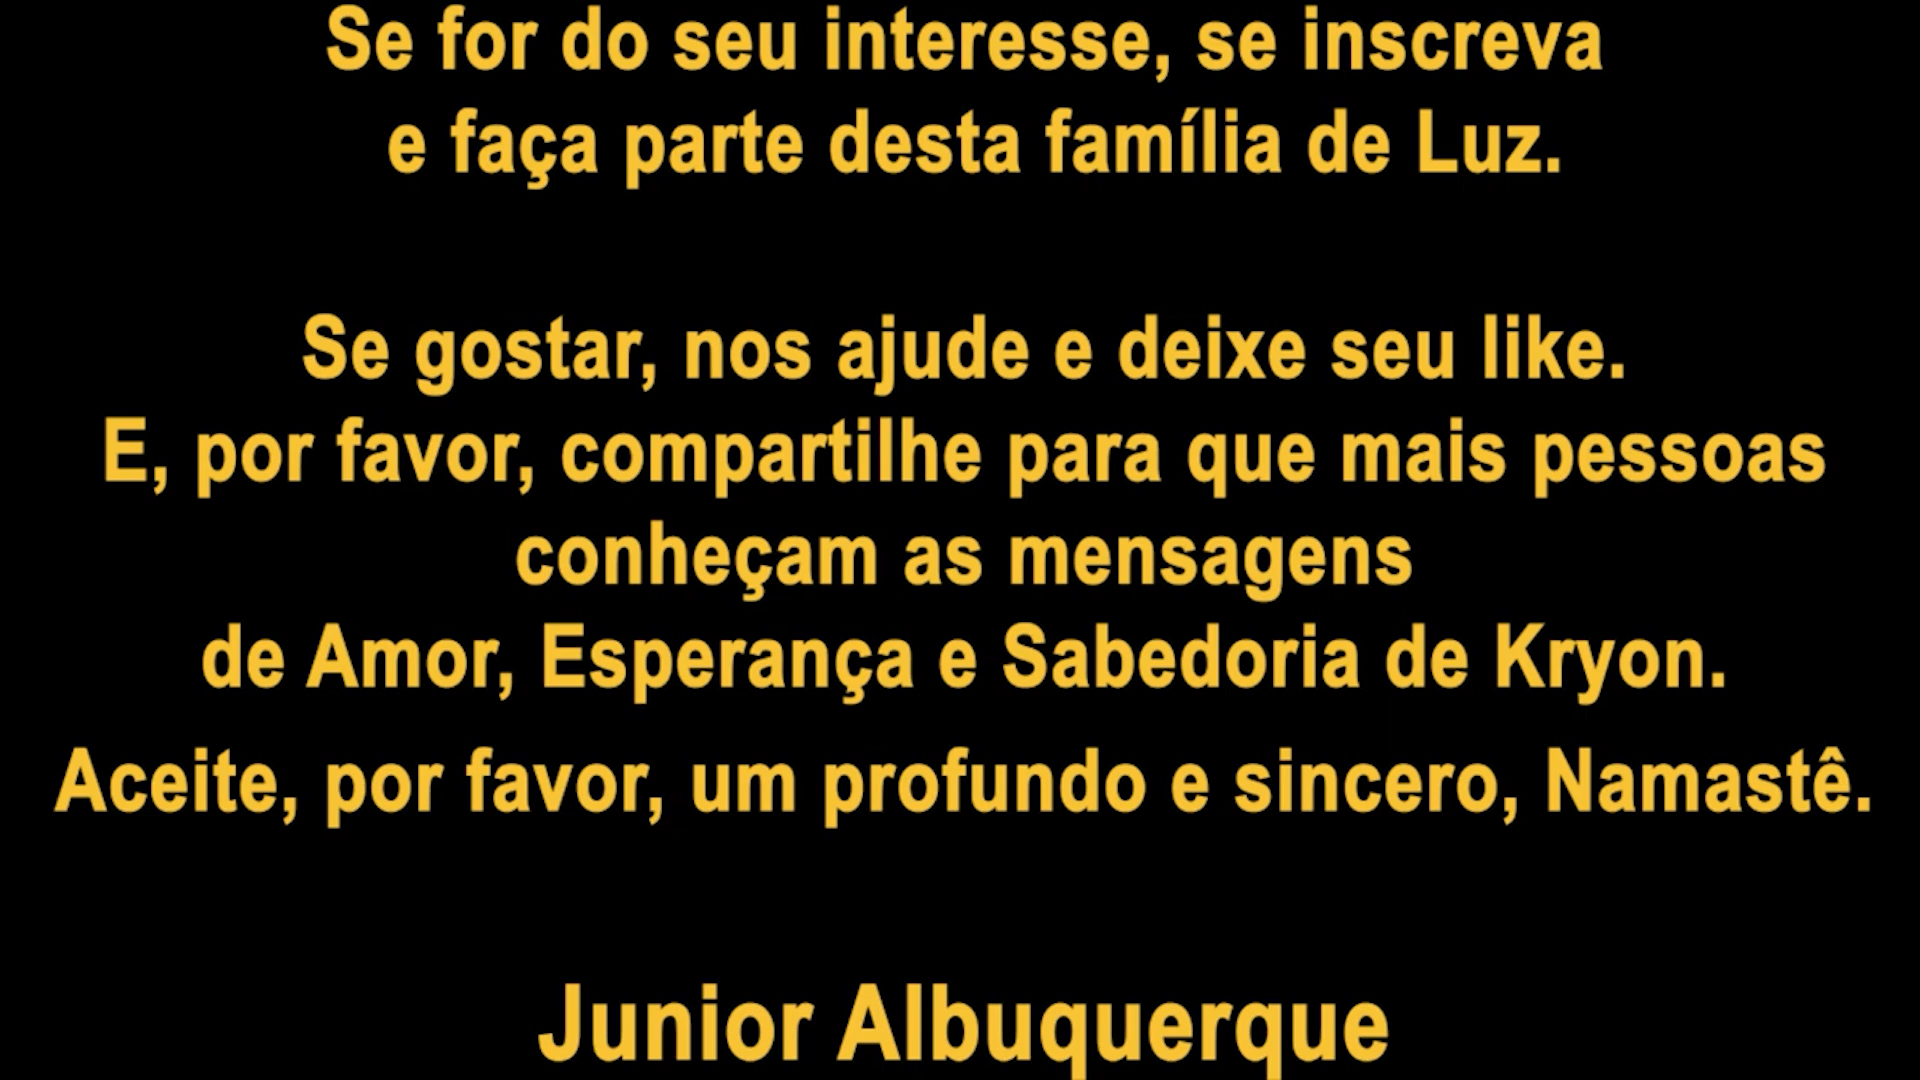 Se for do seu interesse, se inscreva
e faça parte desta família de Luz.
Se gostar, nos ajude e deixe seu like.
E, por favor, compartilhe para que mais pessoas
conheçam as mensagens
de Amor, Esperança e Sabedoria de Kryon.
Aceite, por favor, um profundo e sincero, Namastê.
Junior Albuquerque